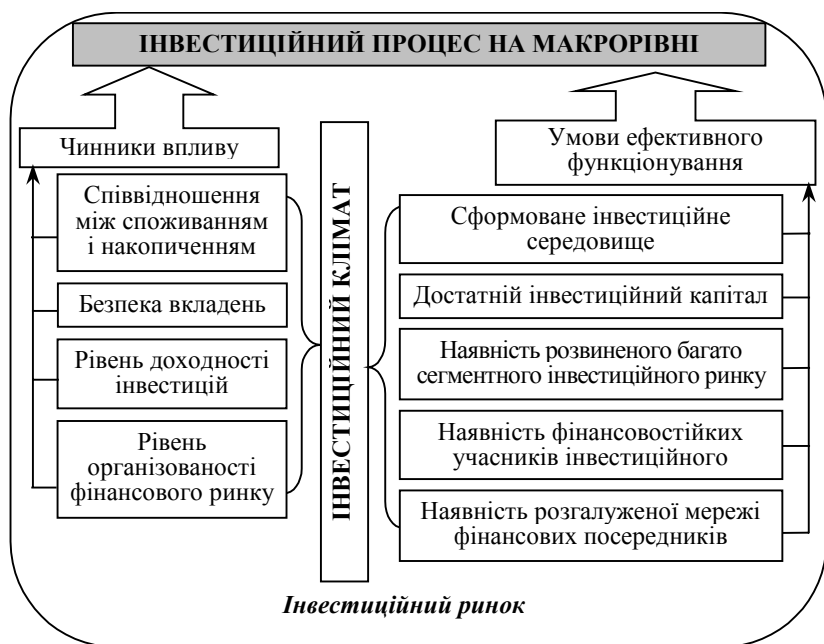 ІНВЕСТИЦІЙНИЙ ПРОЦЕС НА МАКРОРІВНІ
Чинники впливу
Співвідношення
між споживанням
і накопиченням
Безпека вкладень
Рівень доходності
інвестицій
Рівень
організованості
фінансового ринку
ІНВЕСТИЦІЙНИЙ КЛІМАТ
Умови ефективного
функціонування
Сформоване інвестиційне
середовище
Достатній інвестиційний капітал
Наявність розвиненого багато
сегментного інвестиційного ринку
Наявність фінансовостійких
учасників інвестиційного
Наявність розгалуженої мережі
фінансових посередників
Інвестиційний ринок